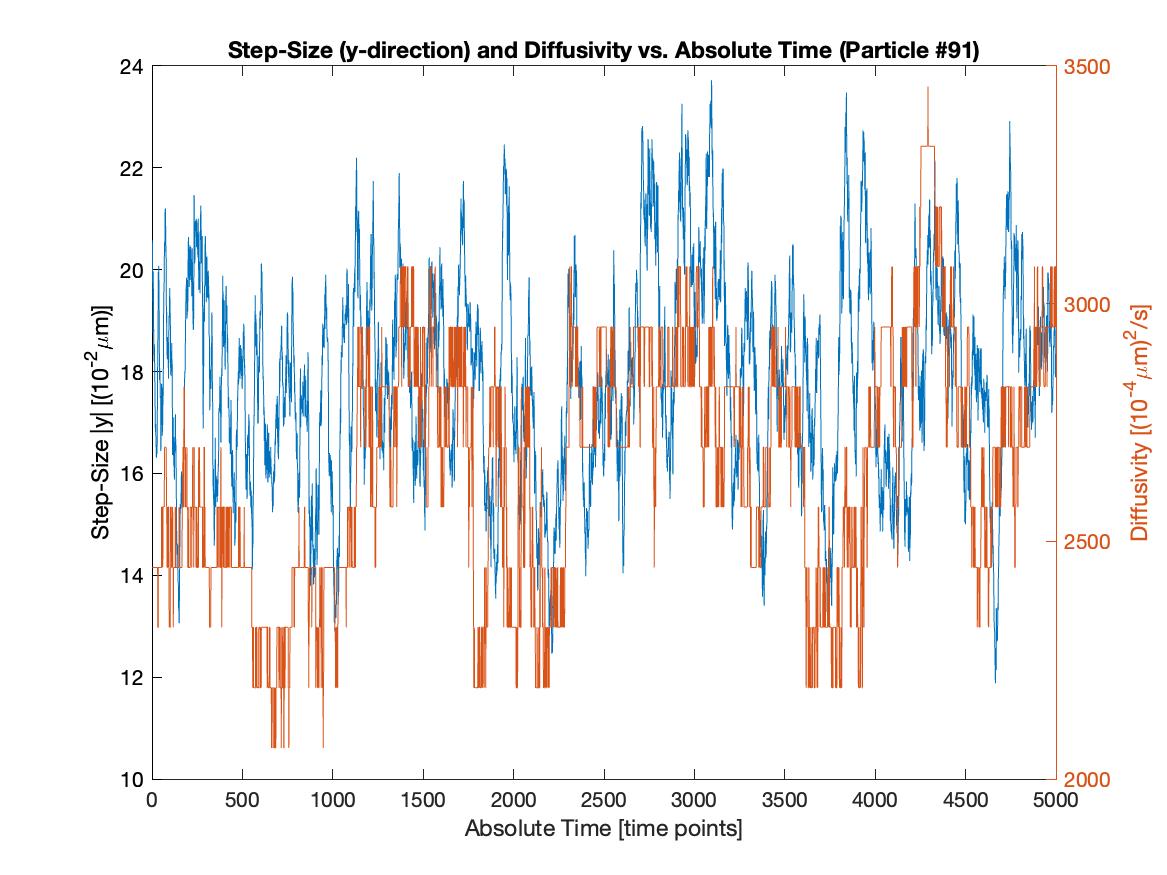 Step-Size (y-direction) and Diffusivity vs. Absolute Time (Particle #91)
24
22
20
18
16
14
12
10
Step-Size |y| [(10⁻² μm)]
3500
3000
2500
2000
Diffusivity [(10⁻⁴ μm)²/s]
0 500 1000 1500 2000 2500 3000 3500 4000 4500 5000
Absolute Time [time points]